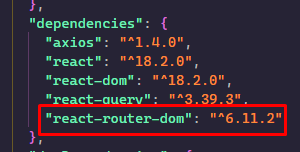 },
"dependencies": {
"axios": "^1.4.0",
"react": "^18.2.0",
"react-dom": "^18.2.0",
"react-query": "^3.39.3",
"react-router-dom": "^6.11.2"
},